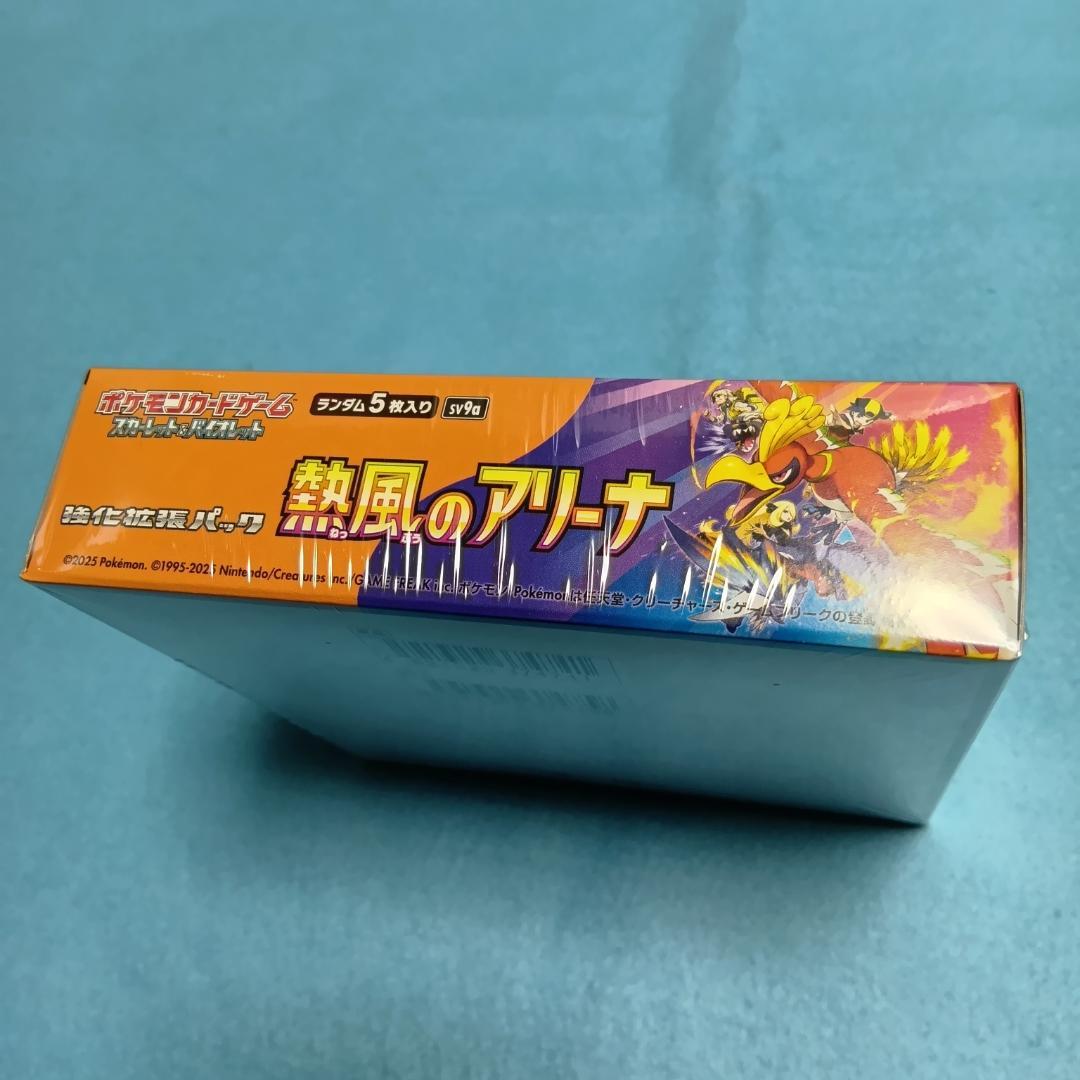 ポケモンカードゲーム
スカーレット&バイオレット
ランダム5枚入り
sv9a
強化拡張パック
熱風のアリーナ
ねっ ぷう
©2025 Pokémon. ©1995-2025 Nintendo/Creatures Inc./GAME FREAK inc. ポケモン・Pokémonは任天堂・クリーチャーズ・ゲームフリークの登